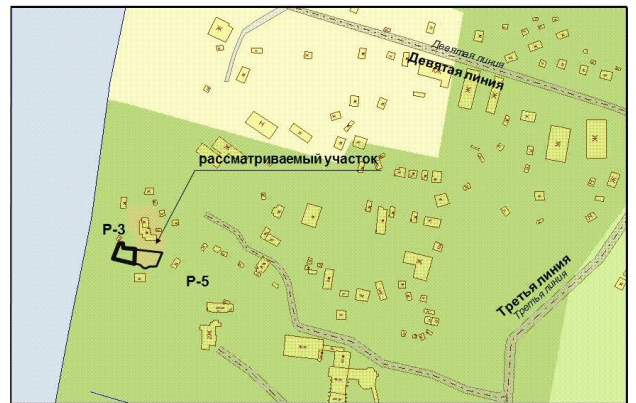 Девятая линия
Девятая линия
рассматриваемый участок
Р-3
Р-5
Третья линия
Третья линия